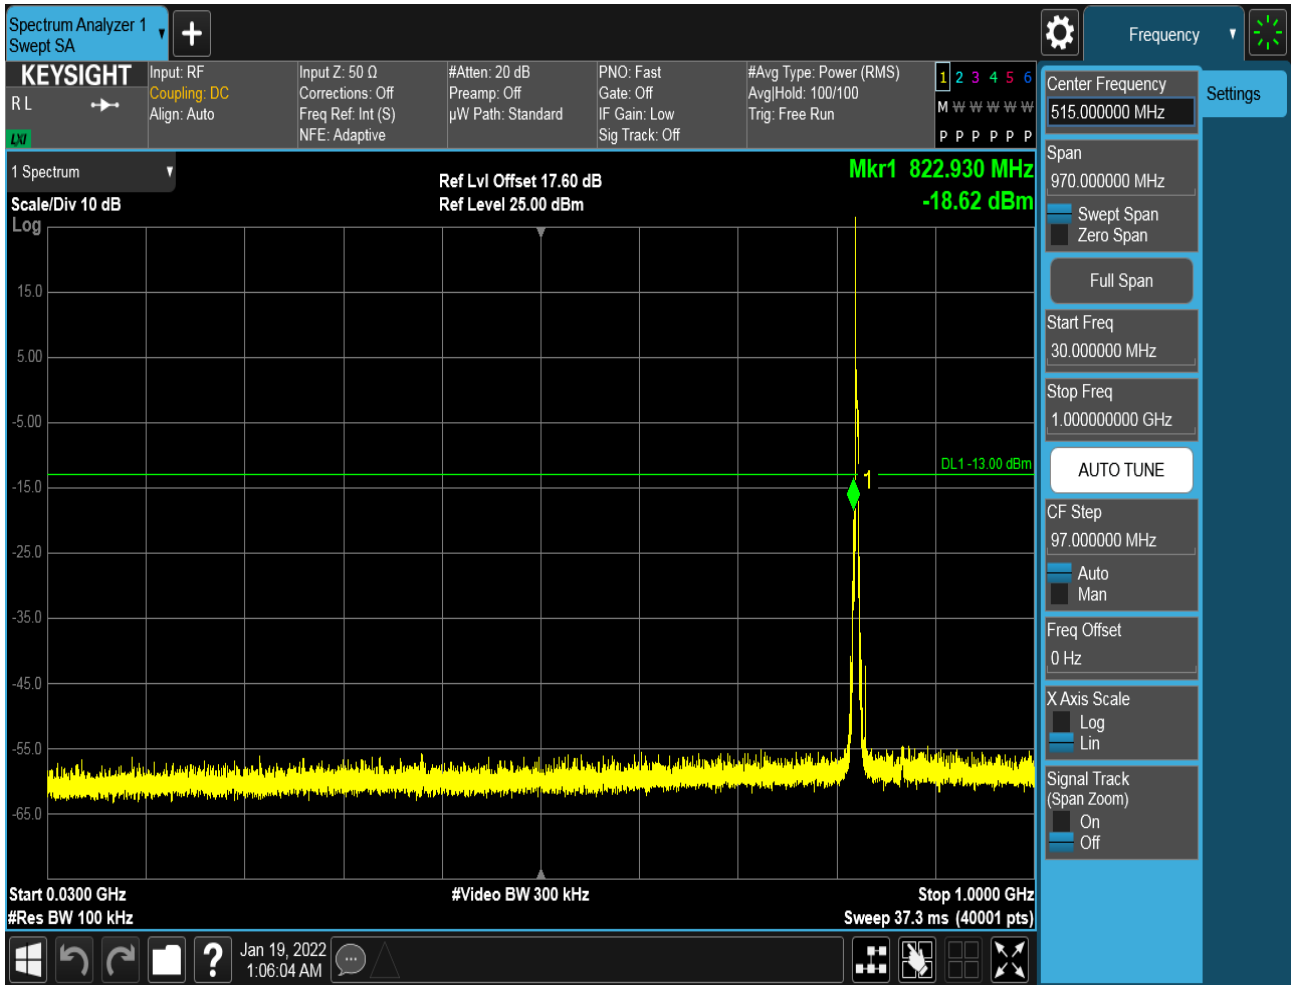 Spectrum Analyzer 1
Swept SA
Frequency
KEYSIGHT
R L
LXI
Input: RF
Coupling: DC
Align: Auto
Input Z: 50 Ω
Corrections: Off
Freq Ref: Int (S)
NFE: Adaptive
#Atten: 20 dB
Preamp: Off
µW Path: Standard
PNO: Fast
Gate: Off
IF Gain: Low
Sig Track: Off
#Avg Type: Power (RMS)
Avg|Hold: 100/100
Trig: Free Run
1 2 3 4 5 6
M W W W W W
P P P P P P
1 Spectrum
Scale/Div 10 dB
Log
Ref Lvl Offset 17.60 dB
Ref Level 25.00 dBm
Mkr1 822.930 MHz
-18.62 dBm
15.0
5.00
-5.00
DL1 -13.00 dBm
1
-15.0
-25.0
-35.0
-45.0
-55.0
-65.0
Start 0.0300 GHz
#Res BW 100 kHz
#Video BW 300 kHz
Stop 1.0000 GHz
Sweep 37.3 ms (40001 pts)
Jan 19, 2022
1:06:04 AM
Center Frequency
515.000000 MHz
Settings
Span
970.000000 MHz
Swept Span
Zero Span
Full Span
Start Freq
30.000000 MHz
Stop Freq
1.000000000 GHz
AUTO TUNE
CF Step
97.000000 MHz
Auto
Man
Freq Offset
0 Hz
X Axis Scale
Log
Lin
Signal Track
(Span Zoom)
On
Off